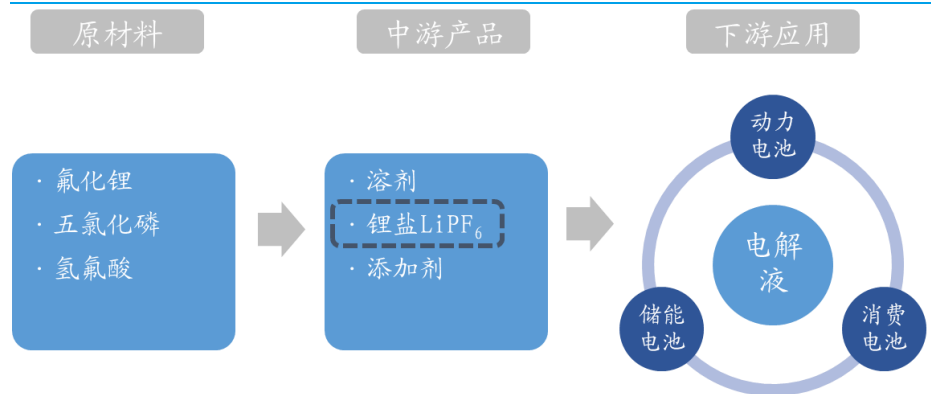 原材料
中游产品
下游应用
· 氟化锂
· 五氯化磷
· 氢氟酸
· 溶剂
· 锂盐LiPF₆
· 添加剂
动力
电池
电解
液
储能
电池
消费
电池